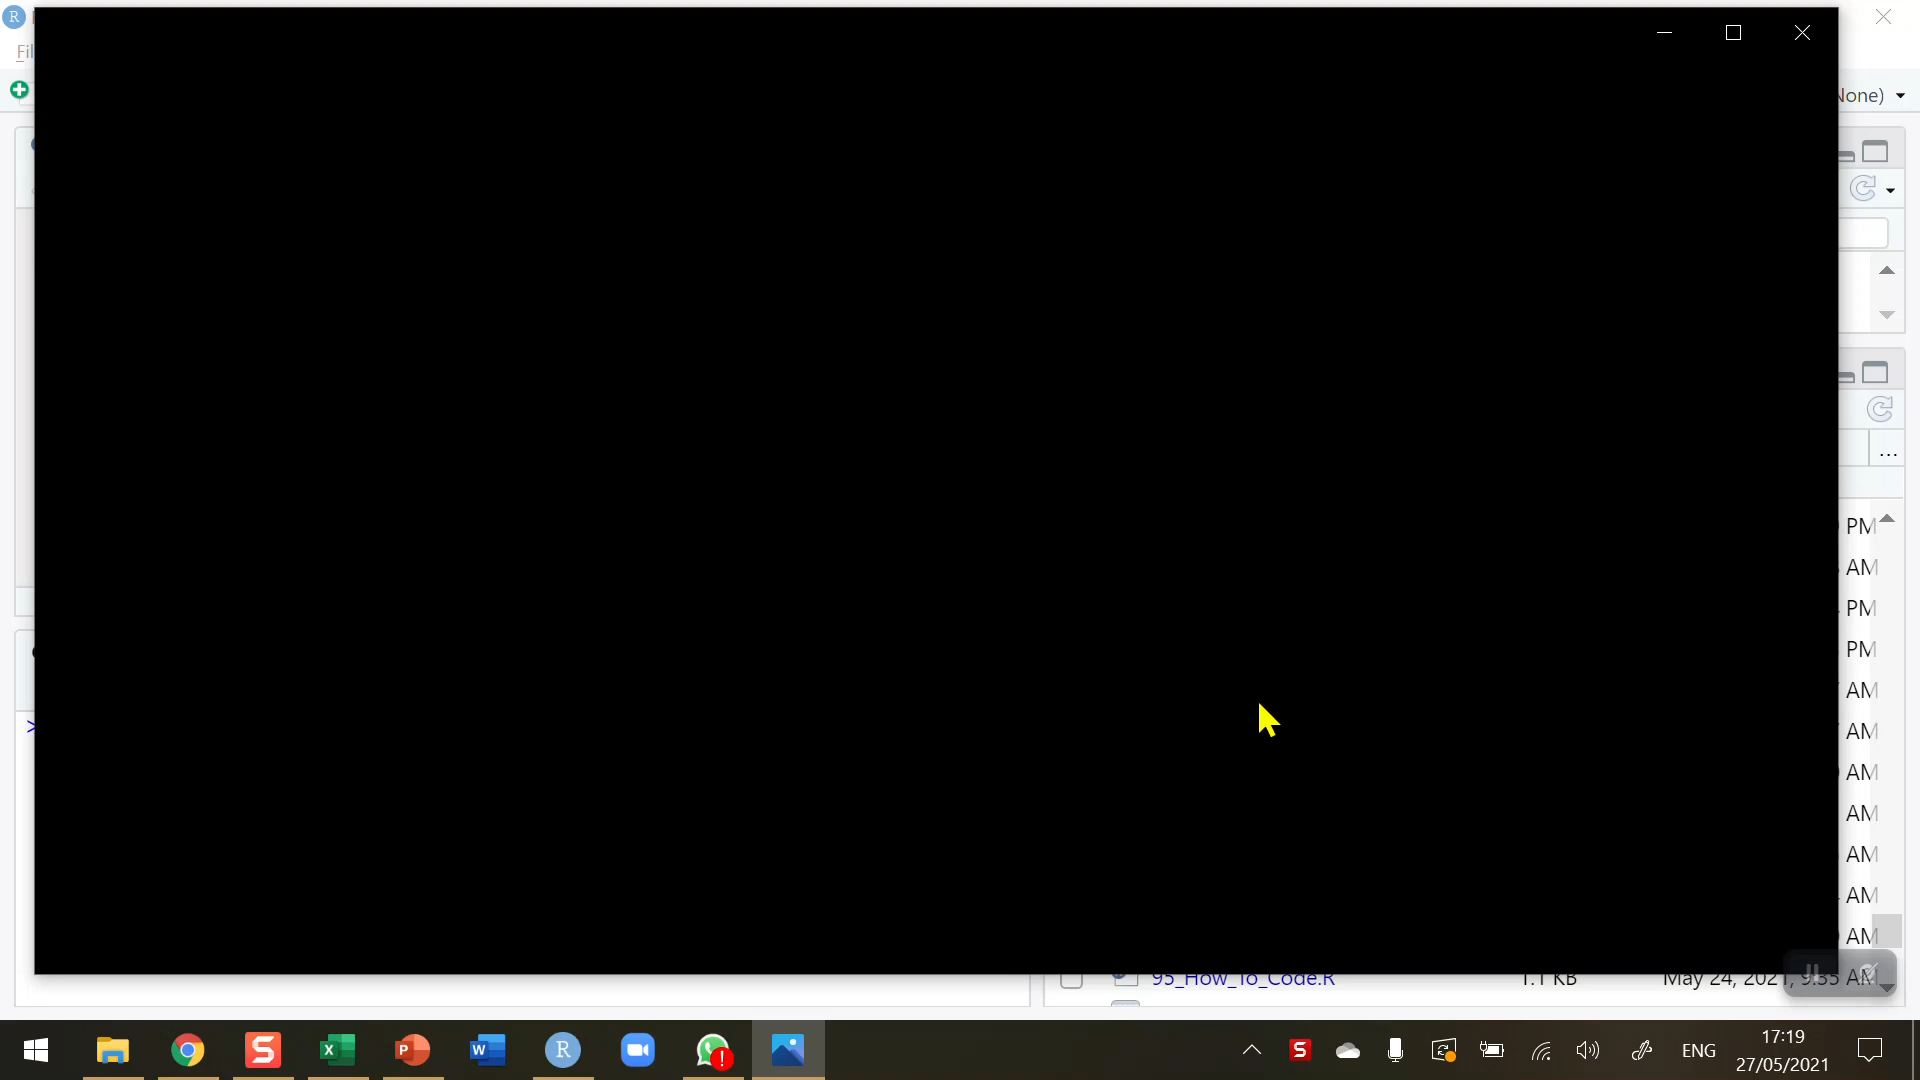 R
Fil
None)
...
PM
AM
PM
PM
AM
AM
AM
AM
AM
AM
AM
>
95_How_To_Code.R 1.1 KB May 24, 2021, 9:35 AM
S X P W R ! S ENG 17:19
27/05/2021